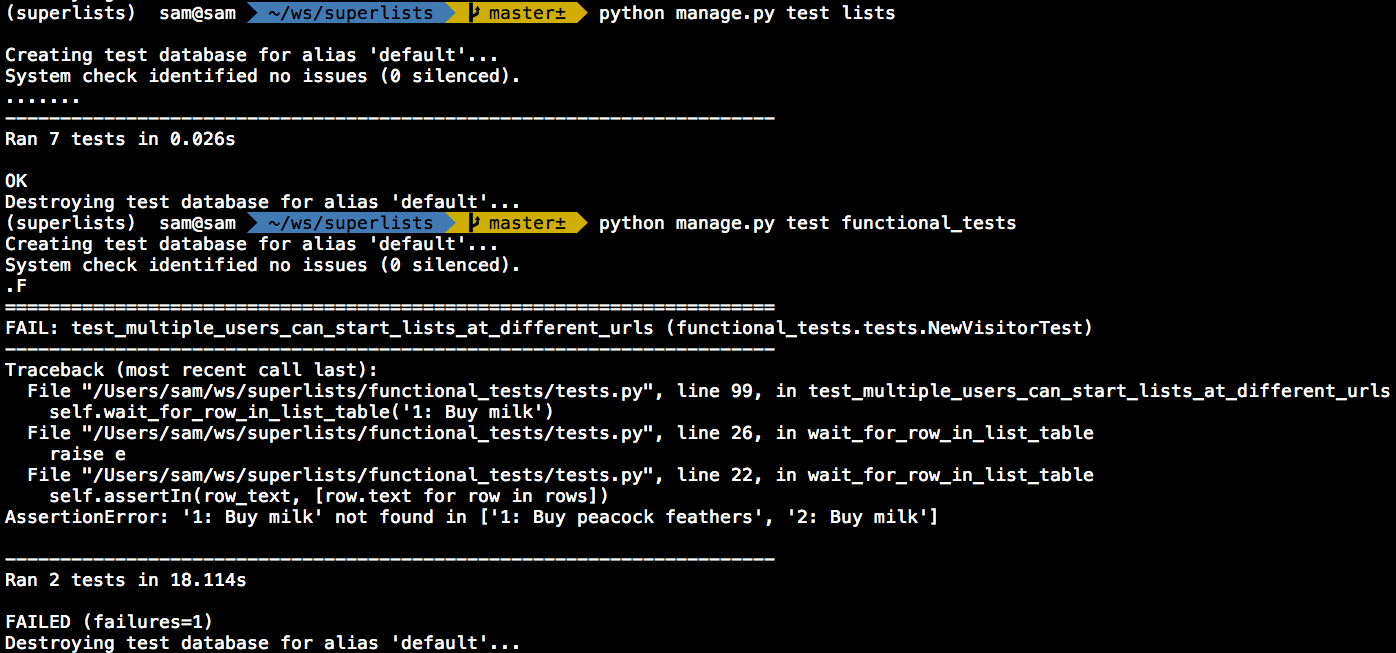 (superlists)  sam@sam  ~/ws/superlists  master±  python manage.py test lists
Creating test database for alias 'default'...
System check identified no issues (0 silenced).
.......
----------------------------------------------------------------------
Ran 7 tests in 0.026s
OK
Destroying test database for alias 'default'...
(superlists)  sam@sam  ~/ws/superlists  master±  python manage.py test functional_tests
Creating test database for alias 'default'...
System check identified no issues (0 silenced).
.F
======================================================================
FAIL: test_multiple_users_can_start_lists_at_different_urls (functional_tests.tests.NewVisitorTest)
----------------------------------------------------------------------
Traceback (most recent call last):
  File "/Users/sam/ws/superlists/functional_tests/tests.py", line 99, in test_multiple_users_can_start_lists_at_different_urls
    self.wait_for_row_in_list_table('1: Buy milk')
  File "/Users/sam/ws/superlists/functional_tests/tests.py", line 26, in wait_for_row_in_list_table
    raise e
  File "/Users/sam/ws/superlists/functional_tests/tests.py", line 22, in wait_for_row_in_list_table
    self.assertIn(row_text, [row.text for row in rows])
AssertionError: '1: Buy milk' not found in ['1: Buy peacock feathers', '2: Buy milk']
----------------------------------------------------------------------
Ran 2 tests in 18.114s
FAILED (failures=1)
Destroying test database for alias 'default'...